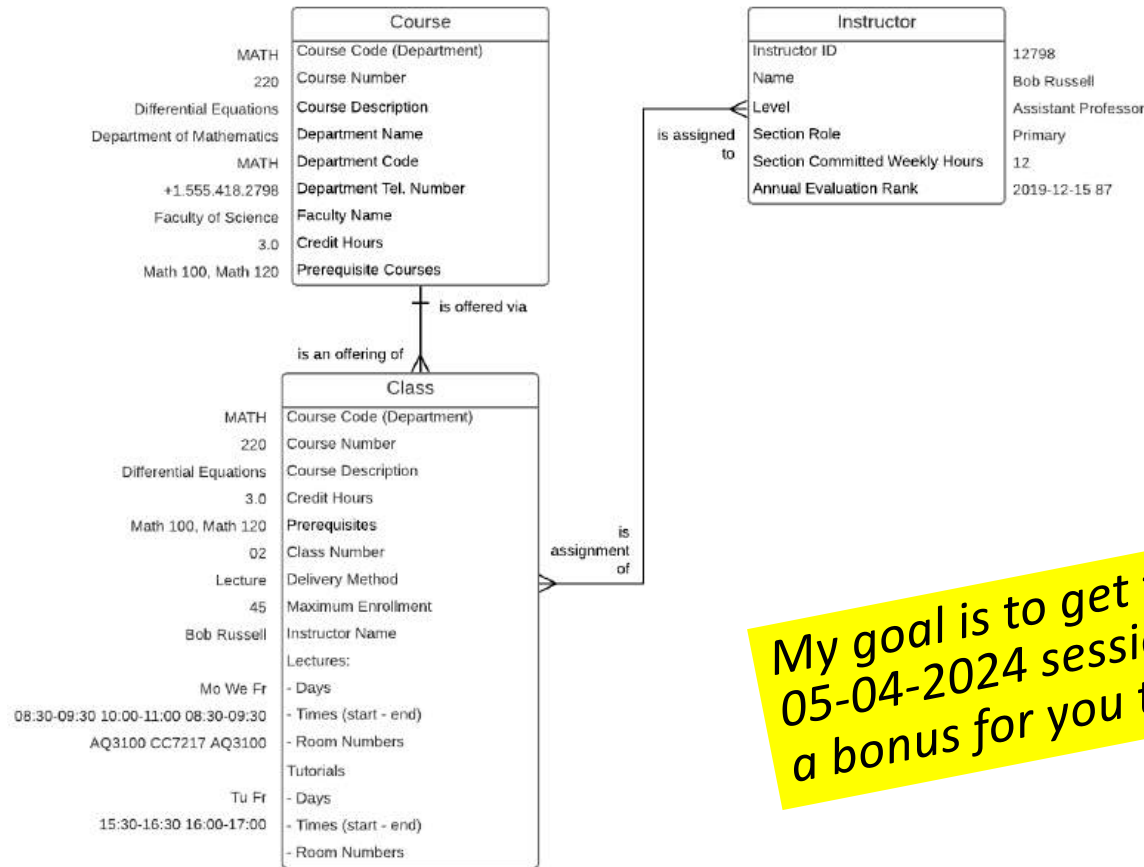 Course
MATH Course Code (Department)
220 Course Number
Differential Equations Course Description
Department of Mathematics Department Name
MATH Department Code
+1.555.418.2798 Department Tel. Number
Faculty of Science Faculty Name
3.0 Credit Hours
Math 100, Math 120 Prerequisite Courses
Instructor
Instructor ID 12798
Name Bob Russell
Level Assistant Professor
Section Role Primary
Section Committed Weekly Hours 12
Annual Evaluation Rank 2019-12-15 87
is assigned
to
is offered via
is an offering of
Class
MATH Course Code (Department)
220 Course Number
Differential Equations Course Description
3.0 Credit Hours
Math 100, Math 120 Prerequisites
02 Class Number
Lecture Delivery Method
45 Maximum Enrollment
Bob Russell Instructor Name
Lectures:
Mo We Fr - Days
08:30-09:30 10:00-11:00 08:30-09:30 - Times (start - end)
AQ3100 CC7217 AQ3100 - Room Numbers
Tutorials
Tu Fr - Days
15:30-16:30 16:00-17:00 - Times (start - end)
- Room Numbers
is
assignment
of
My goal is to get
05-04-2024
a bonus for you